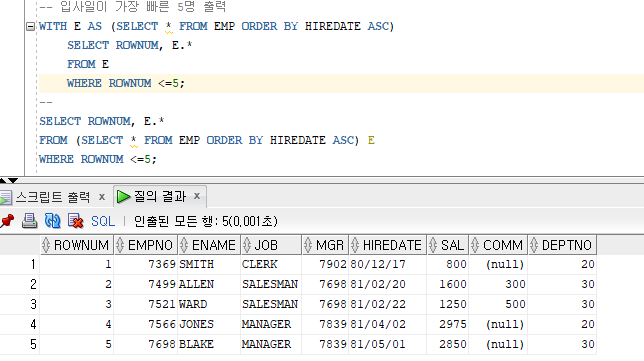 -- 입사일이 가장 빠른 5명 출력
WITH E AS (SELECT * FROM EMP ORDER BY HIREDATE ASC)
SELECT ROWNUM, E.*
FROM E
WHERE ROWNUM <=5;
--
SELECT ROWNUM, E.*
FROM (SELECT * FROM EMP ORDER BY HIREDATE ASC) E
WHERE ROWNUM <=5;
스크립트 출력 x 질의 결과 x
SQL | 인출된 모든 행: 5(0,001초)
ROWNUM EMPNO ENAME JOB MGR HIREDATE SAL COMM DEPTNO
1 1 7369 SMITH CLERK 7902 80/12/17 800 (null) 20
2 2 7499 ALLEN SALESMAN 7698 81/02/20 1600 300 30
3 3 7521 WARD SALESMAN 7698 81/02/22 1250 500 30
4 4 7566 JONES MANAGER 7839 81/04/02 2975 (null) 20
5 5 7698 BLAKE MANAGER 7839 81/05/01 2850 (null) 30